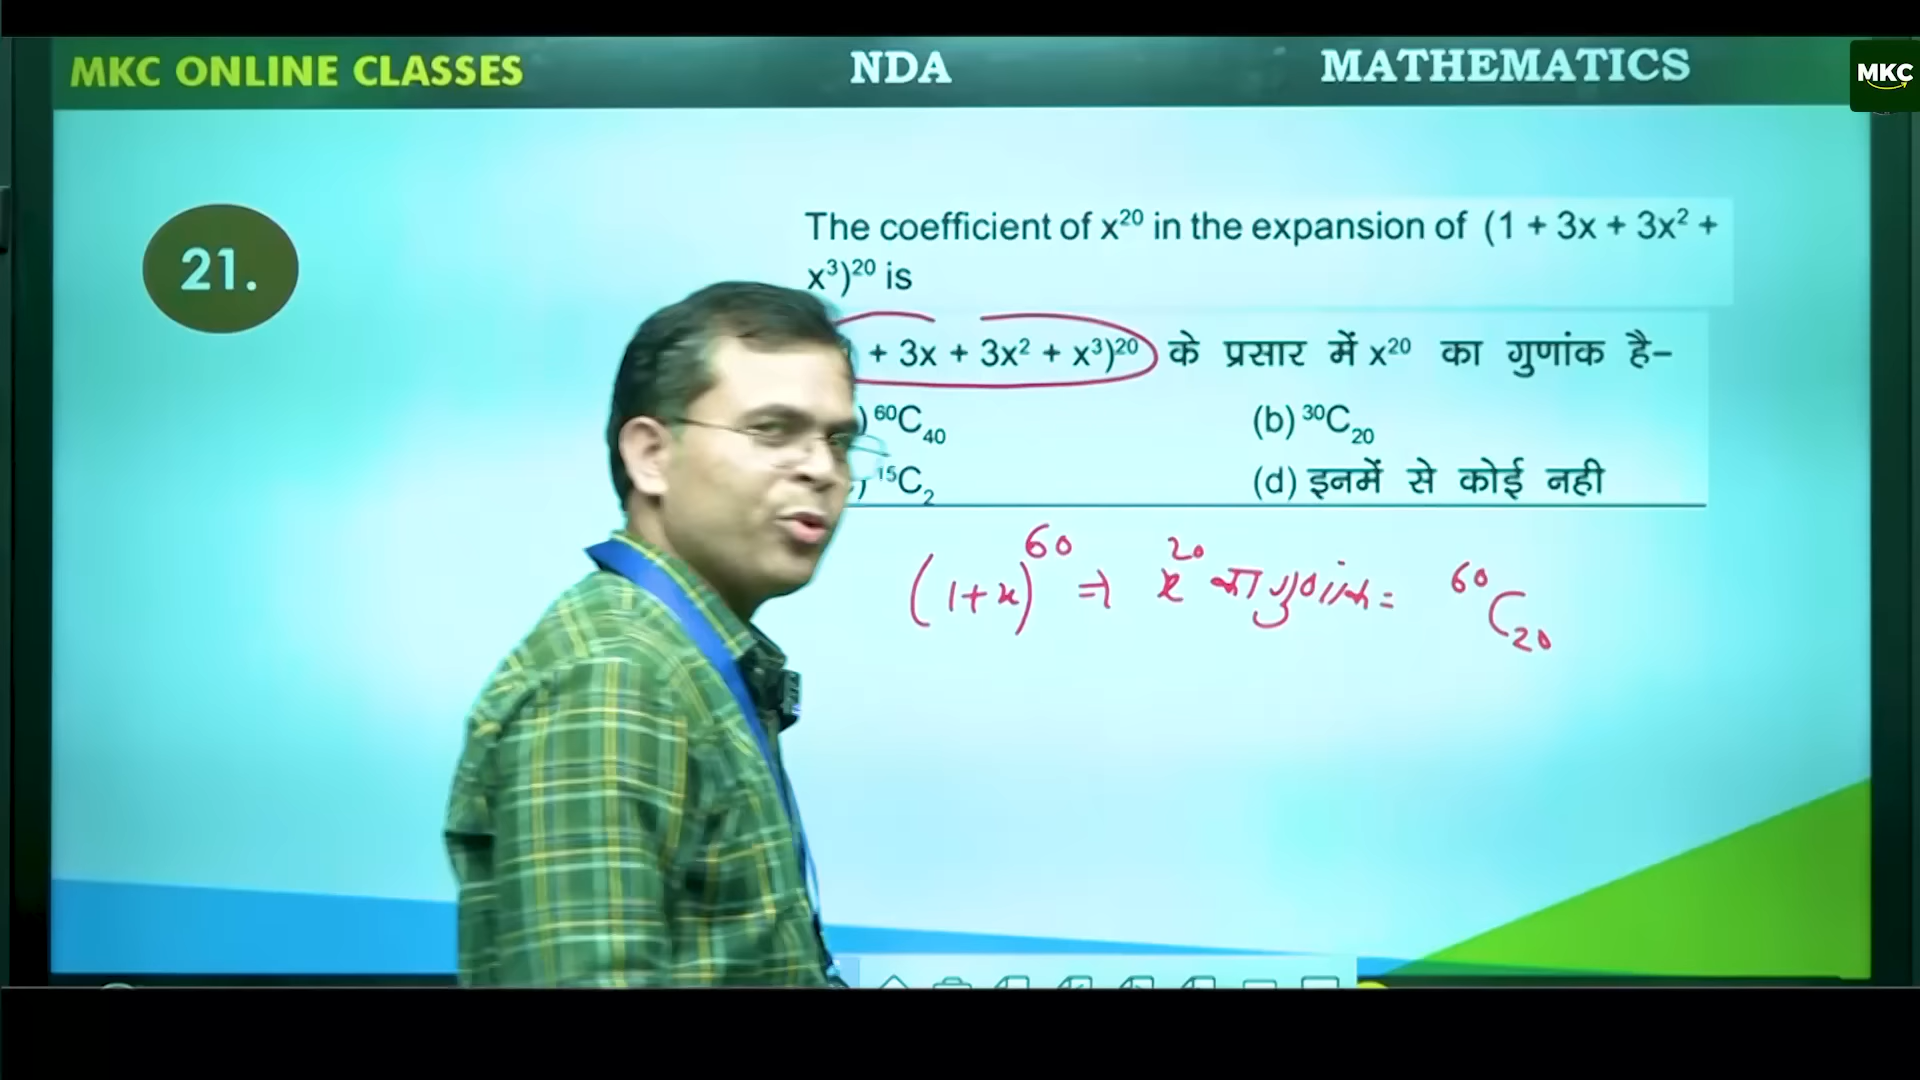 MKC ONLINE CLASSES NDA MATHEMATICS
MKC
21.
The coefficient of x²⁰ in the expansion of (1 + 3x + 3x² +
x³)²⁰ is
+ 3x + 3x² + x³)²⁰ के प्रसार में x²⁰ का गुणांक है–
) ⁶⁰C₄₀ (b) ³⁰C₂₀
) ¹⁵C₂ (d) इनमें से कोई नही
(1+x)⁶⁰ ⇒ x²⁰ का गुणांक = ⁶⁰C₂₀